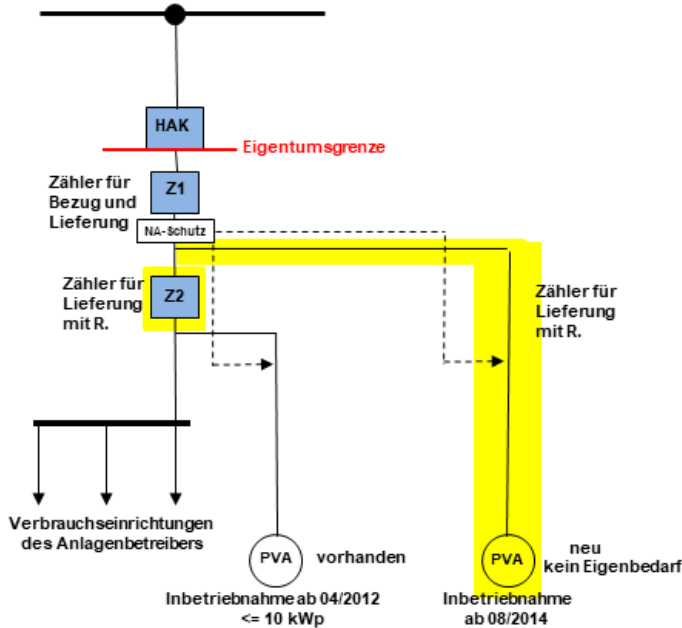 HAK
Eigentumsgrenze
Zähler für
Bezug und
Lieferung
Z1
NA-Schutz
Zähler für
Lieferung
mit R.
Z2
Zähler für
Lieferung
mit R.
Verbrauchseinrichtungen
des Anlagenbetreibers
PVA
vorhanden
Inbetriebnahme ab 04/2012
<= 10 kWp
PVA
neu
kein Eigenbedarf
Inbetriebnahme
ab 08/2014